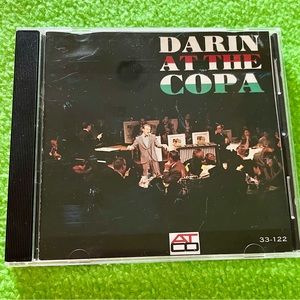 DARIN
AT THE
COPA
ATCO
33-122